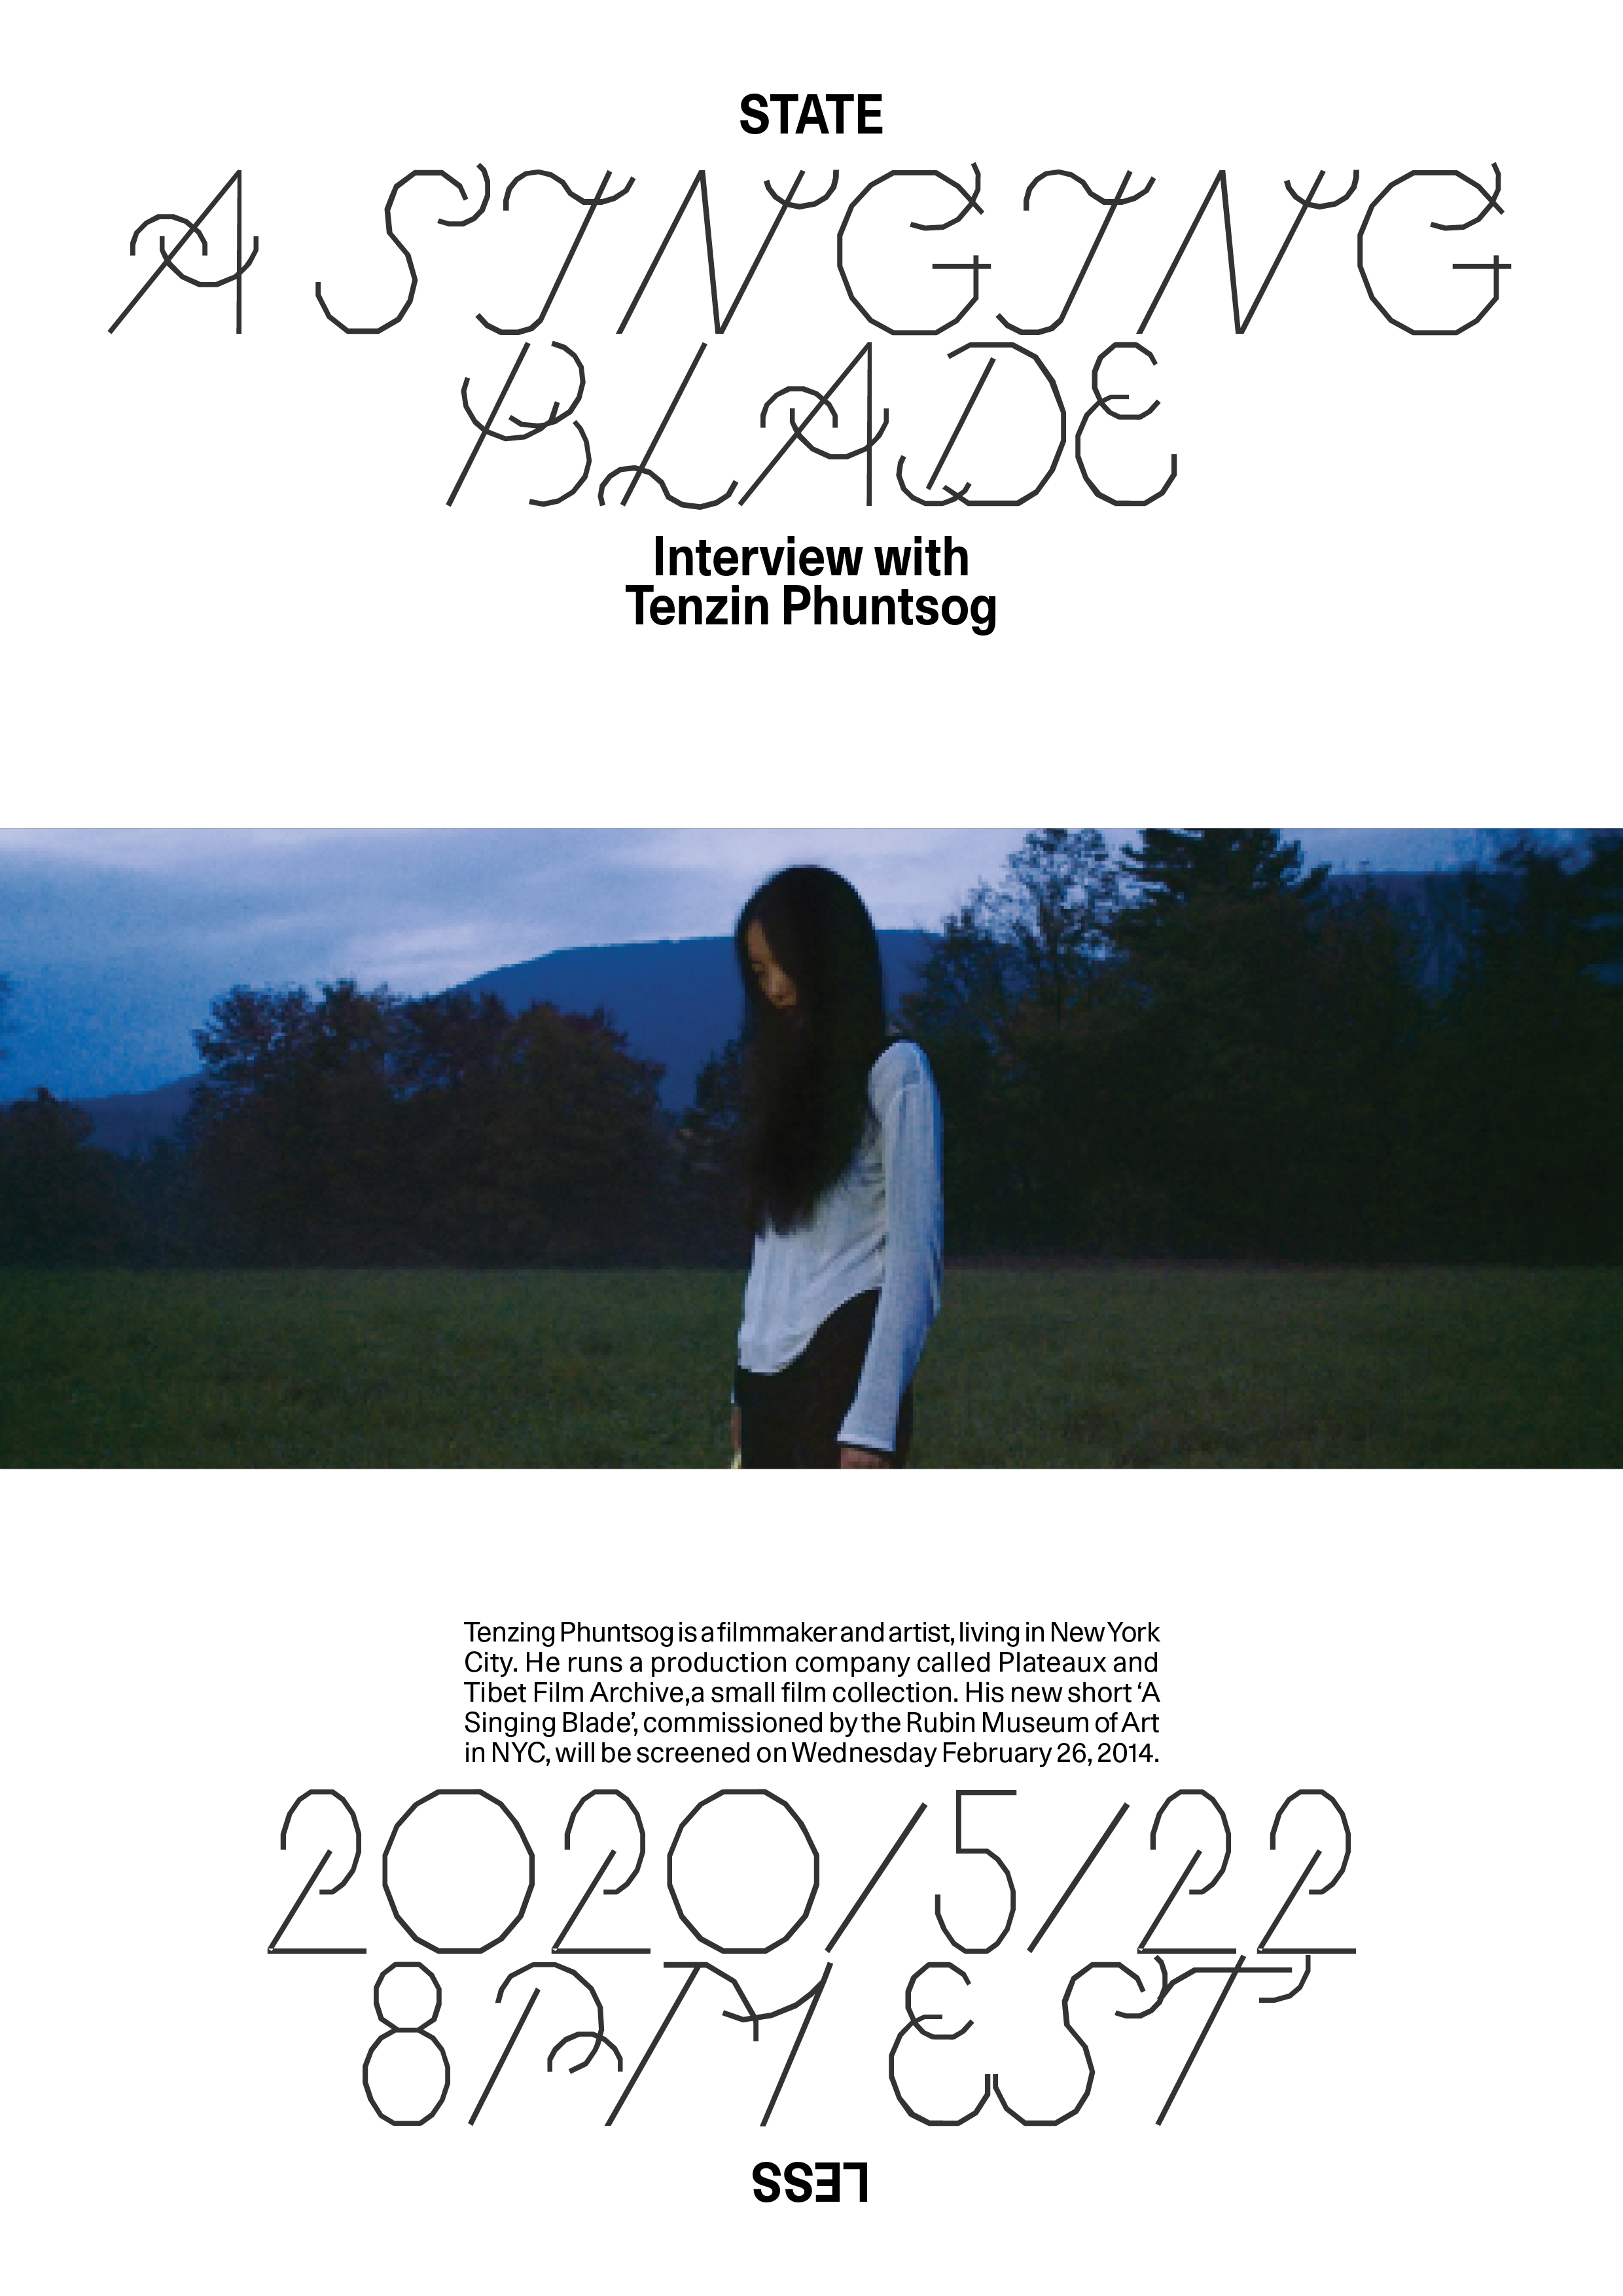 STATE
A SINGING
BLADE
Interview with
Tenzin Phuntsog
Tenzing Phuntsog is a filmmaker and artist, living in New York
City. He runs a production company called Plateaux and
Tibet Film Archive,a small film collection. His new short ‘A
Singing Blade’, commissioned by the Rubin Museum of Art
in NYC, will be screened on Wednesday February 26, 2014.
2020/5/22
8PM EST
LESS